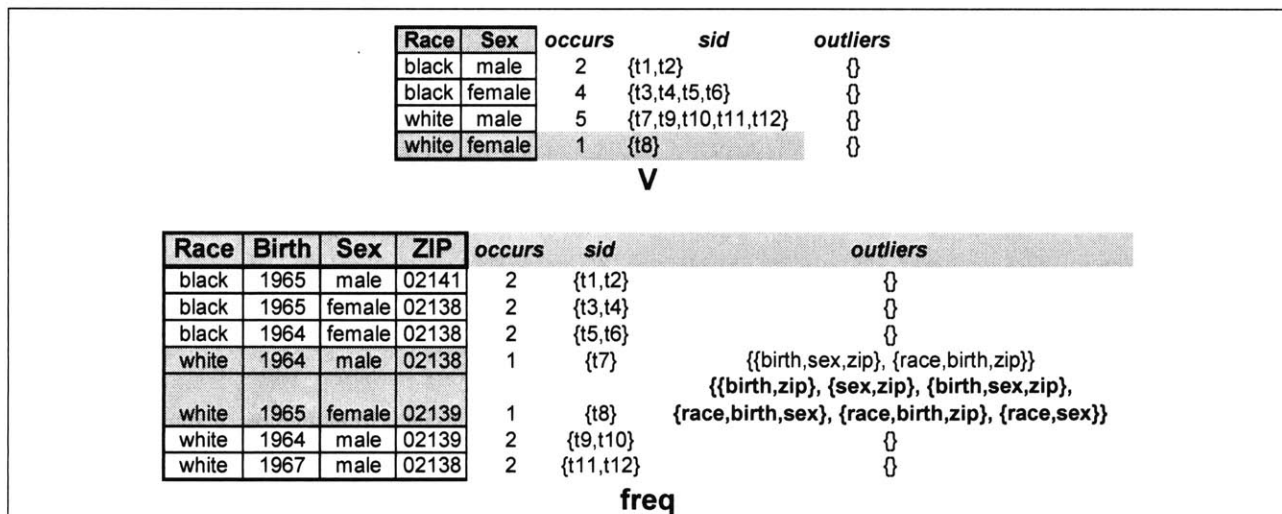 Race Sex occurs sid outliers
black male 2 {t1,t2} {}
black female 4 {t3,t4,t5,t6} {}
white male 5 {t7,t9,t10,t11,t12} {}
white female 1 {t8} {}
V
Race Birth Sex ZIP occurs sid outliers
black 1965 male 02141 2 {t1,t2} {}
black 1965 female 02138 2 {t3,t4} {}
black 1964 female 02138 2 {t5,t6} {}
white 1964 male 02138 1 {t7} {{birth,sex,zip}, {race,birth,zip}}
{{birth,zip}, {sex,zip}, {birth,sex,zip},
white 1965 female 02139 1 {t8} {race,birth,sex}, {race,birth,zip}, {race,sex}}
white 1964 male 02139 2 {t9,t10} {}
white 1967 male 02138 2 {t11,t12} {}
freq